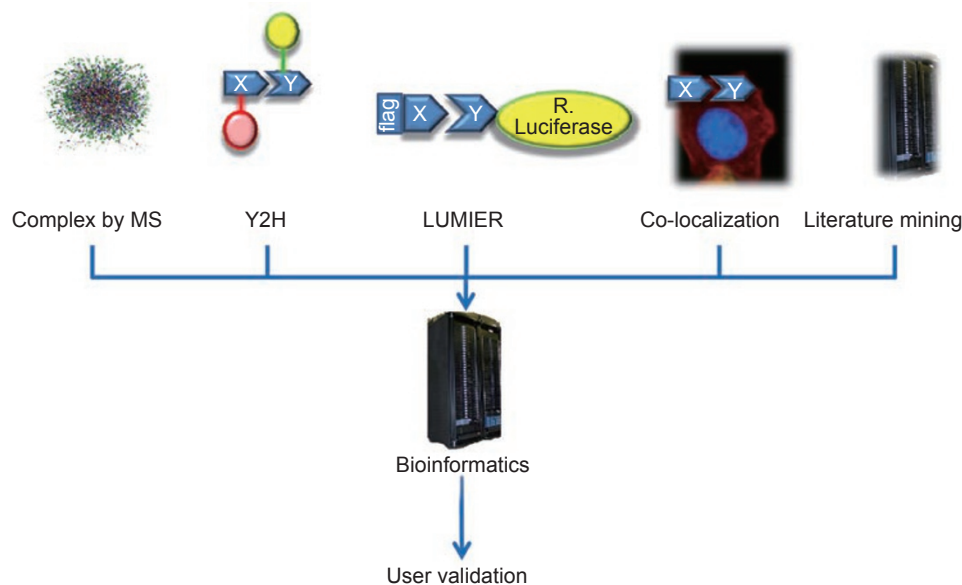 X Y
flag X Y R.
Luciferase
X Y
Complex by MS Y2H LUMIER Co-localization Literature mining
Bioinformatics
User validation